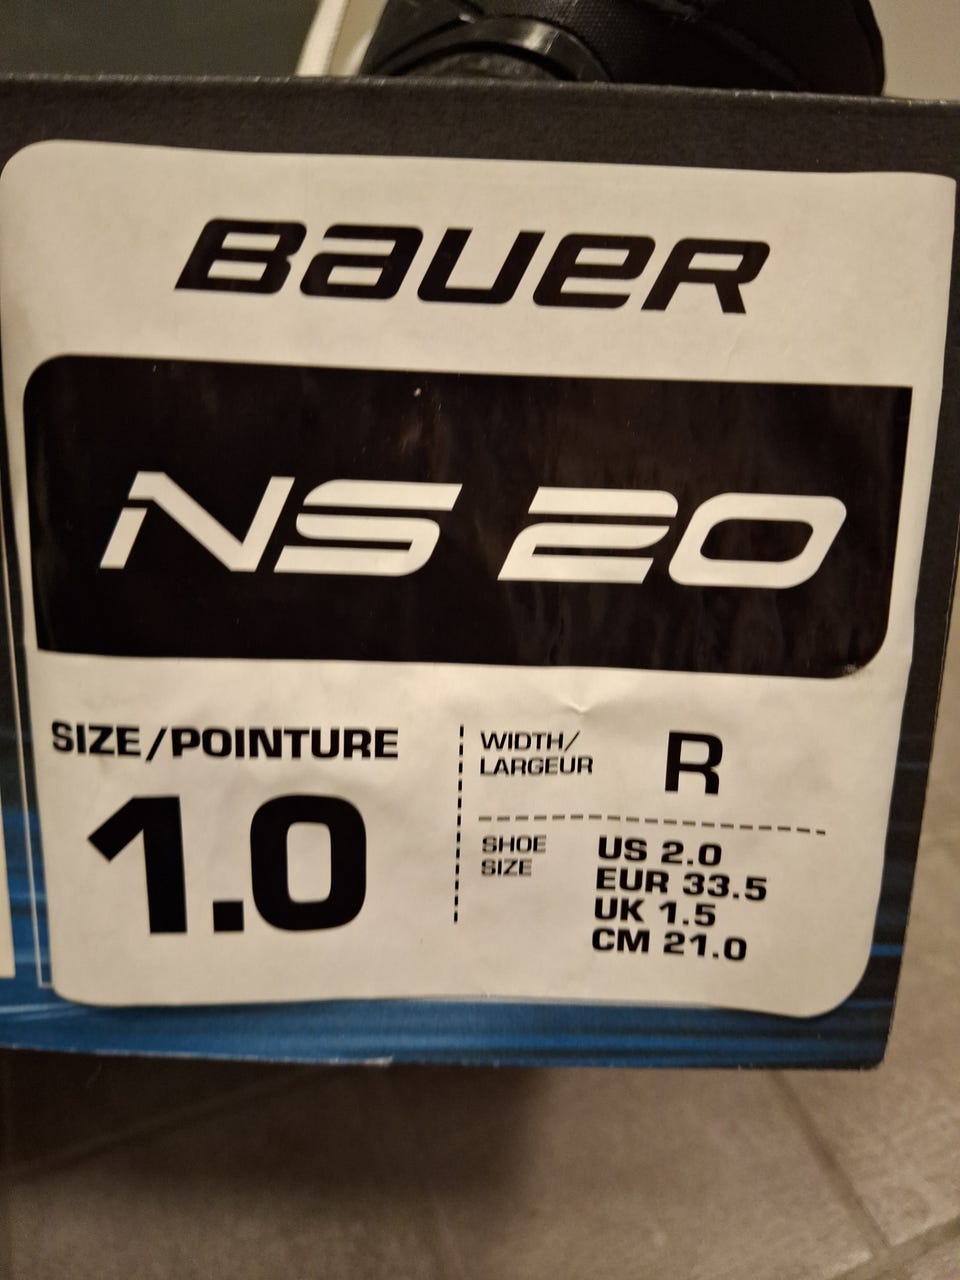 BAUER
NS 20
SIZE/POINTURE
1.0
WIDTH/
LARGEUR
R
SHOE
SIZE
US 2.0
EUR 33.5
UK 1.5
CM 21.0